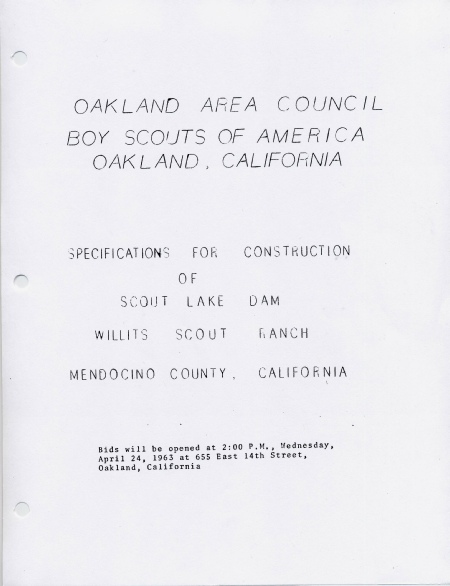 OAKLAND AREA COUNCIL
BOY SCOUTS OF AMERICA
OAKLAND, CALIFORNIA
SPECIFICATIONS FOR CONSTRUCTION
OF
SCOUT LAKE DAM
WILLITS SCOUT RANCH
MENDOCINO COUNTY, CALIFORNIA
Bids will be opened at 2:00 P.M., Wednesday,
April 24, 1963 at 655 East 14th Street,
Oakland, California